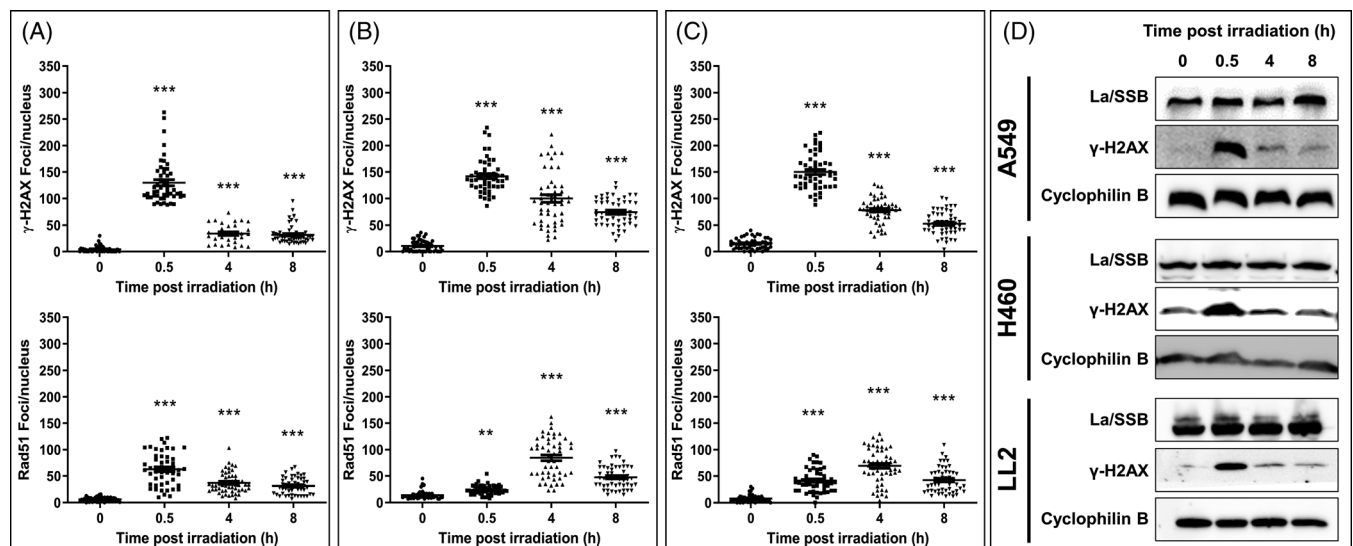 (A)
γ-H2AX Foci/nucleus
350
300
250
200
150
100
50
0
***
***
***
0 0.5 4 8
Time post irradiation (h)
Rad51 Foci/nucleus
350
300
250
200
150
100
50
0
***
***
***
0 0.5 4 8
Time post irradiation (h)
(B)
γ-H2AX Foci/nucleus
350
300
250
200
150
100
50
0
***
***
***
0 0.5 4 8
Time post irradiation (h)
Rad51 Foci/nucleus
350
300
250
200
150
100
50
0
**
***
***
0 0.5 4 8
Time post irradiation (h)
(C)
γ-H2AX Foci/nucleus
350
300
250
200
150
100
50
0
***
***
***
0 0.5 4 8
Time post irradiation (h)
Rad51 Foci/nucleus
350
300
250
200
150
100
50
0
***
***
***
0 0.5 4 8
Time post irradiation (h)
(D)
Time post irradiation (h)
0 0.5 4 8
A549
La/SSB
γ-H2AX
Cyclophilin B
H460
La/SSB
γ-H2AX
Cyclophilin B
LL2
La/SSB
γ-H2AX
Cyclophilin B